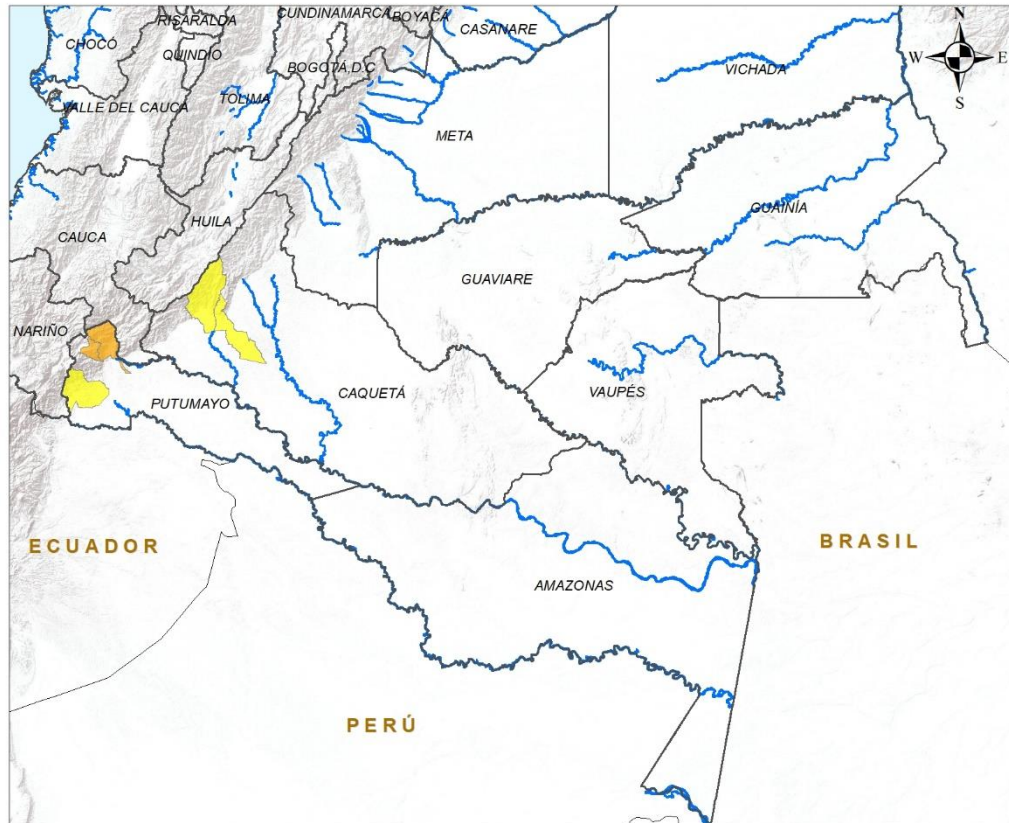 RISARALDA
CUNDINAMARCA
BOYACÁ
CASANARE
N
CHOCÓ
QUINDIO
BOGOTÁ D.C
W
E
VICHADA
S
VALLE DEL CAUCA
TOLIMA
META
HUILA
GUAINÍA
CAUCA
GUAVIARE
NARIÑO
CAQUETÁ
VAUPÉS
PUTUMAYO
ECUADOR
BRASIL
AMAZONAS
PERÚ